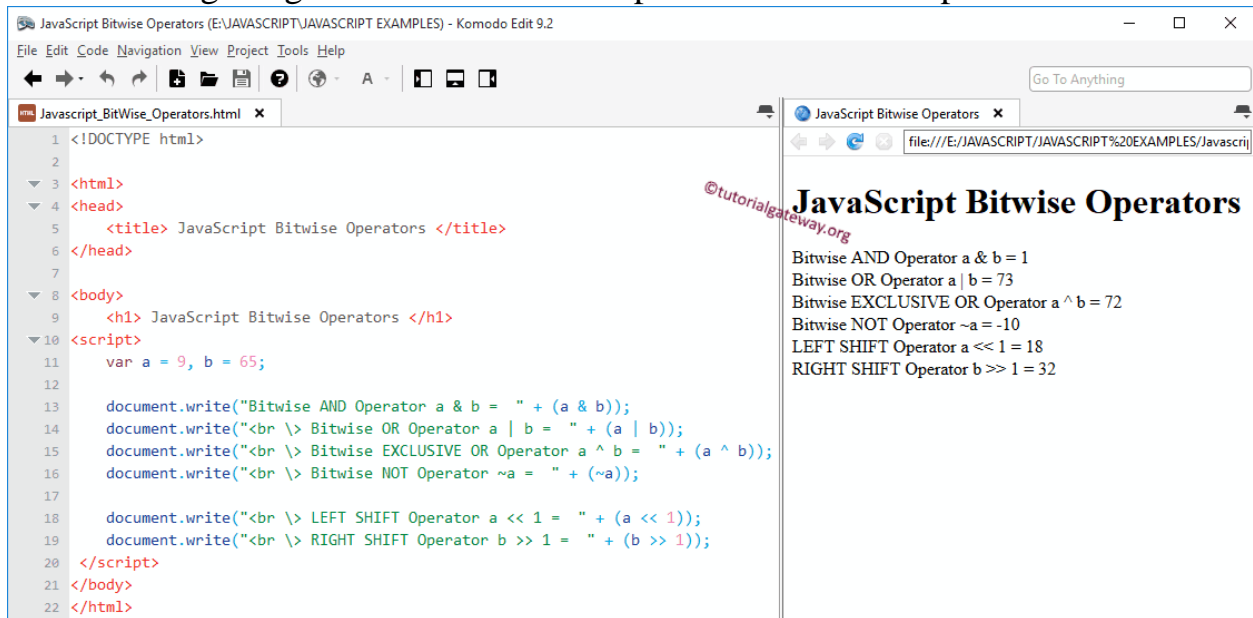 JavaScript Bitwise Operators (E:\JAVASCRIPT\JAVASCRIPT EXAMPLES) - Komodo Edit 9.2
File Edit Code Navigation View Project Tools Help
Go To Anything
Javascript_BitWise_Operators.html
1 <!DOCTYPE html>
2
3 <html>
4 <head>
5 <title> JavaScript Bitwise Operators </title>
6 </head>
7
8 <body>
9 <h1> JavaScript Bitwise Operators </h1>
10 <script>
11 var a = 9, b = 65;
12
13 document.write("Bitwise AND Operator a & b =  " + (a & b));
14 document.write("<br \> Bitwise OR Operator a | b =  " + (a | b));
15 document.write("<br \> Bitwise EXCLUSIVE OR Operator a ^ b =  " + (a ^ b));
16 document.write("<br \> Bitwise NOT Operator ~a =  " + (~a));
17
18 document.write("<br \> LEFT SHIFT Operator a << 1 =  " + (a << 1));
19 document.write("<br \> RIGHT SHIFT Operator b >> 1 =  " + (b >> 1));
20 </script>
21 </body>
22 </html>
JavaScript Bitwise Operators
file:///E:/JAVASCRIPT/JAVASCRIPT%20EXAMPLES/Javascrip
©tutorialgateway.org
JavaScript Bitwise Operators
Bitwise AND Operator a & b = 1
Bitwise OR Operator a | b = 73
Bitwise EXCLUSIVE OR Operator a ^ b = 72
Bitwise NOT Operator ~a = -10
LEFT SHIFT Operator a << 1 = 18
RIGHT SHIFT Operator b >> 1 = 32